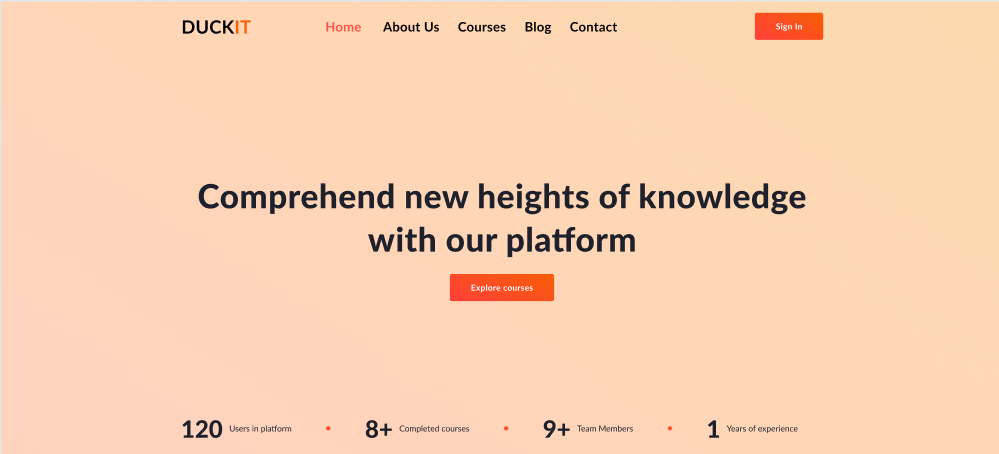 DUCKIT
Home About Us Courses Blog Contact
Sign In
Comprehend new heights of knowledge
with our platform
Explore courses
120 Users in platform • 8+ Completed courses • 9+ Team Members • 1 Years of experience